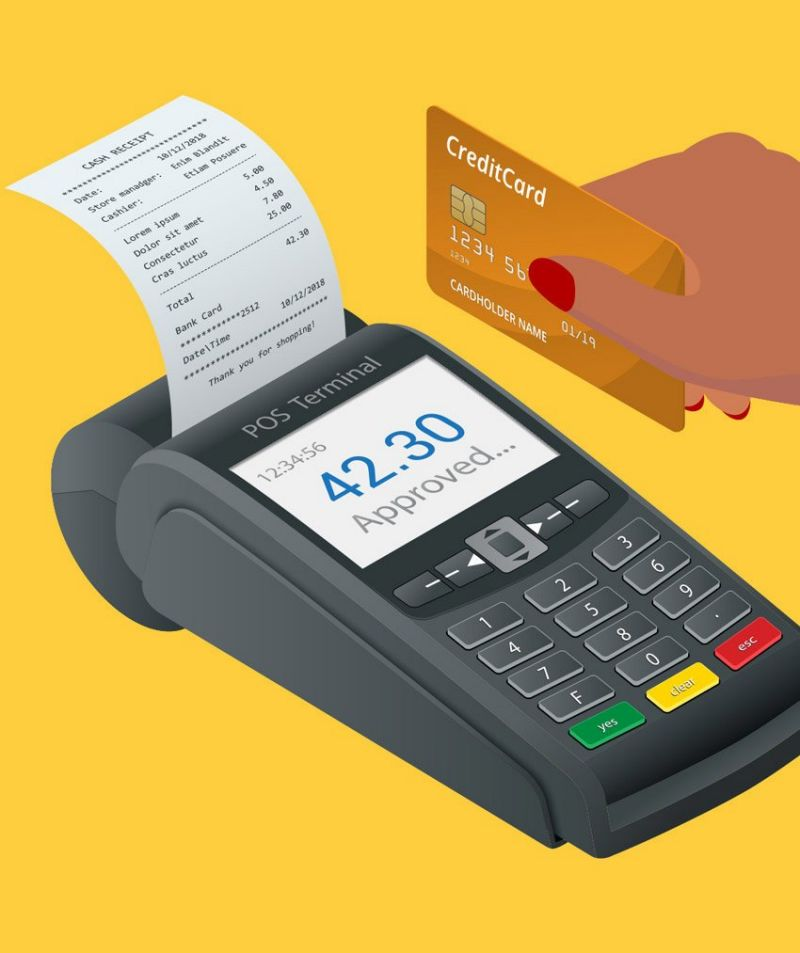 CASH RECEIPT
********************************
Date: 10/12/2018
Store manadger: Enim Blandit
Cashier: Etiam Posuere
Lorem ipsum 5.00
Dolor sit amet 4.50
Consectetur 7.80
Cras luctus 25.00
Total 42.30
Bank Card
************2512
Date\Time 10/12/2018
********************************
Thank you for shopping!
CreditCard
1234 56
1234
01/19
CARDHOLDER NAME
POS Terminal
12:34:56
42.30
Approved...
1 2 3
4 5 6
7 8 9
F 0 .
yes clear esc